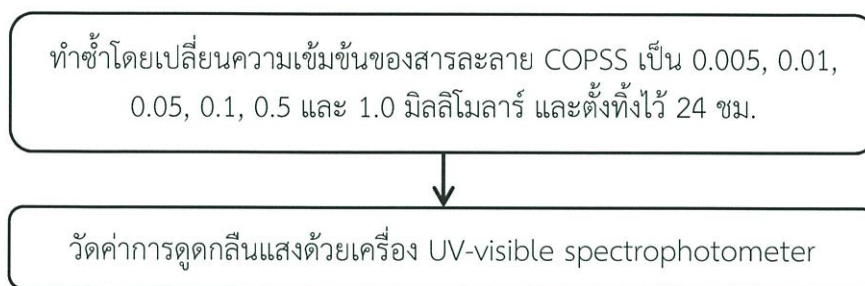 ทำซ้ำโดยเปลี่ยนความเข้มข้นของสารละลาย COPSS เป็น 0.005, 0.01,
0.05, 0.1, 0.5 และ 1.0 มิลลิโมลาร์ และตั้งทิ้งไว้ 24 ชม.
วัดค่าการดูดกลืนแสงด้วยเครื่อง UV-visible spectrophotometer